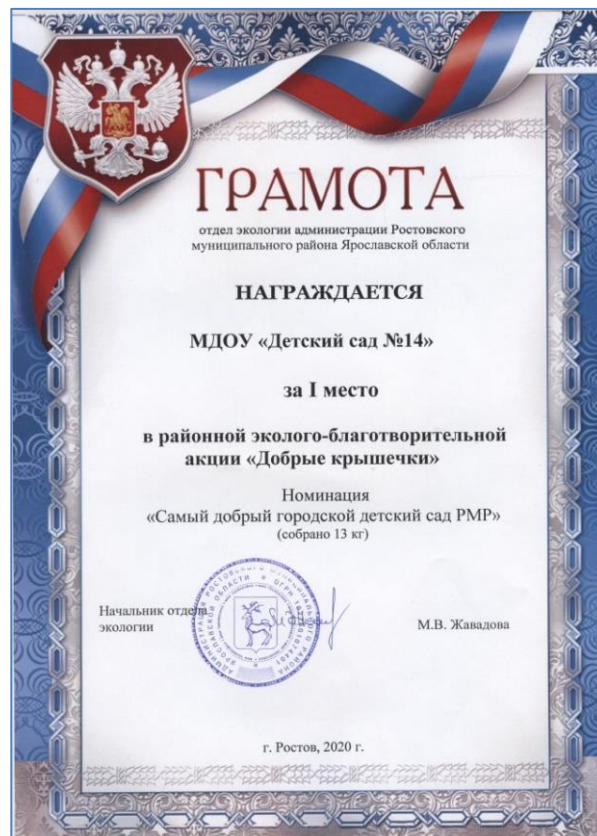 ГРАМОТА
отдел экологии администрации Ростовского
муниципального района Ярославской области
НАГРАЖДАЕТСЯ
МДОУ «Детский сад №14»
за I место
в районной эколого-благотворительной
акции «Добрые крышечки»
Номинация
«Самый добрый городской детский сад РМР»
(собрано 13 кг)
Начальник отдела
экологии
М.В. Жавадова
г. Ростов, 2020 г.